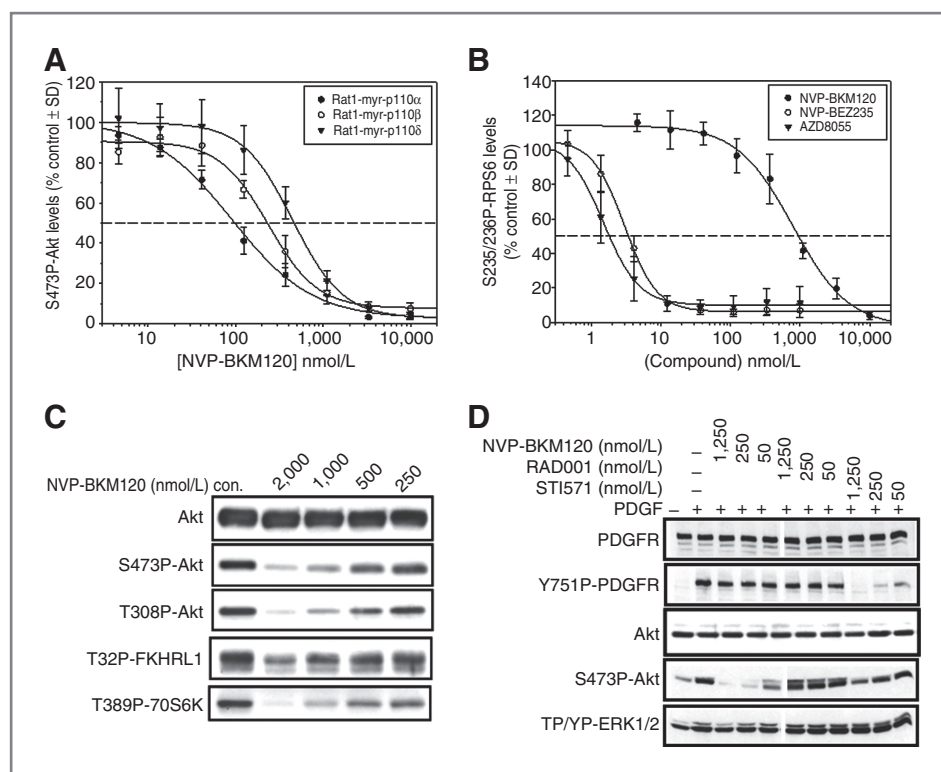 A
S473P-Akt levels (% control ± SD)
120
100
80
60
40
20
0
Rat1-myr-p110α
Rat1-myr-p110β
Rat1-myr-p110δ
10
100
1,000
10,000
[NVP-BKM120] nmol/L
B
S235/236P-RPS6 levels
(% control ± SD)
140
120
100
80
60
40
20
0
NVP-BKM120
NVP-BEZ235
AZD8055
1
10
100
1,000
10,000
(Compound) nmol/L
C
NVP-BKM120 (nmol/L) con. 2,000 1,000 500 250
Akt
S473P-Akt
T308P-Akt
T32P-FKHRL1
T389P-70S6K
D
NVP-BKM120 (nmol/L) – 1,250 250 50
RAD001 (nmol/L) – 1,250 250 50
STI571 (nmol/L) – 1,250 250 50
PDGF – + + + + + + + + + +
PDGFR
Y751P-PDGFR
Akt
S473P-Akt
TP/YP-ERK1/2